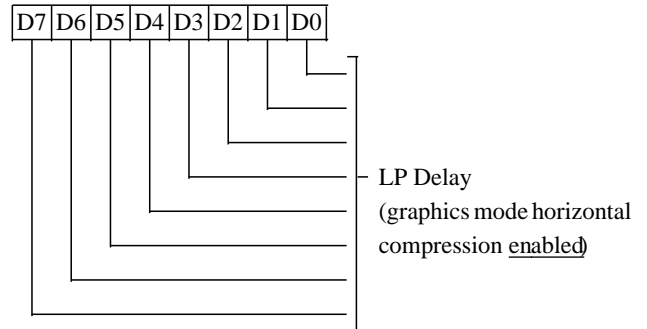 D7 D6 D5 D4 D3 D2 D1 D0
LP Delay
(graphics mode horizontal
compression enabled)